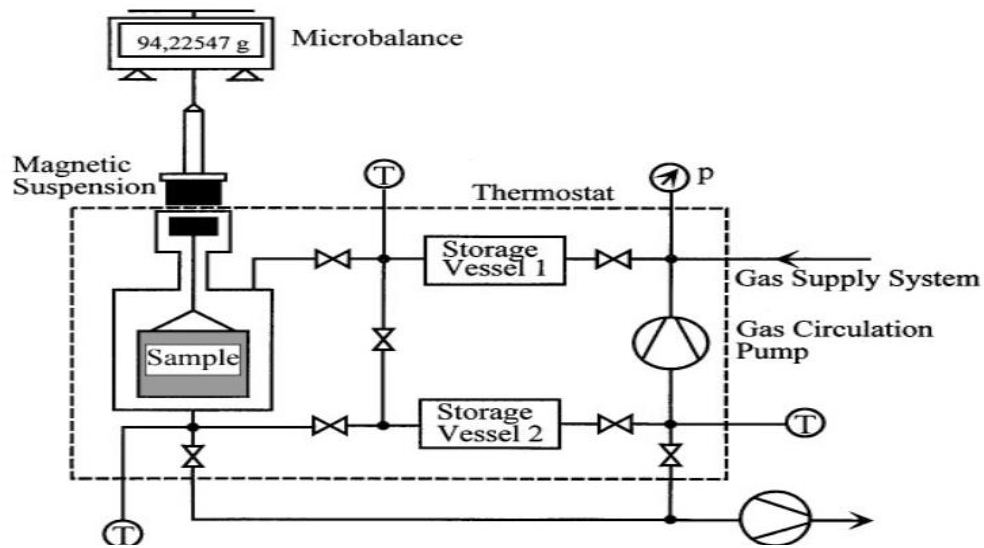 94,22547 g
Microbalance
Magnetic
Suspension
T
Thermostat
p
Storage
Vessel 1
Gas Supply System
Gas Circulation
Pump
Sample
Storage
Vessel 2
T
T